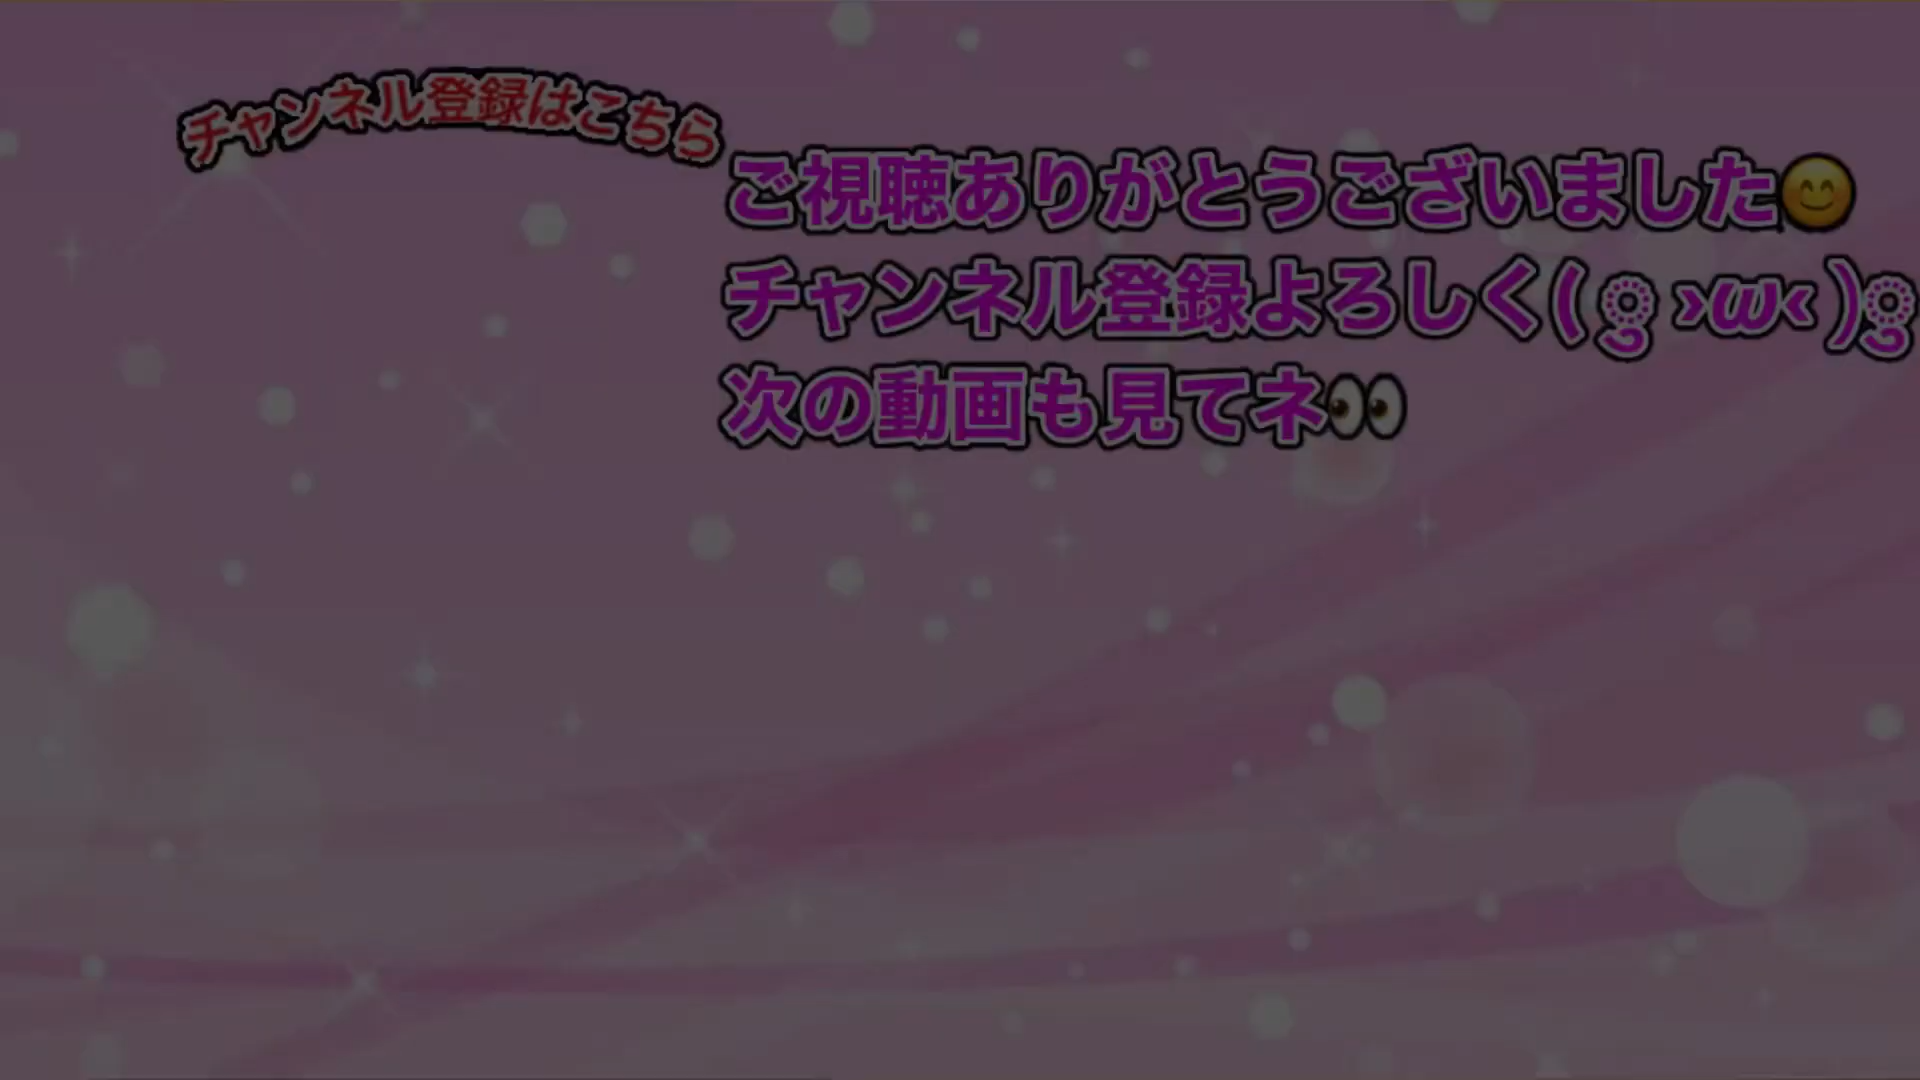 チャンネル登録はこちら
ご視聴ありがとうございました😊
チャンネル登録よろしく( ༗ ›ω‹ )༗
次の動画も見てネ👀